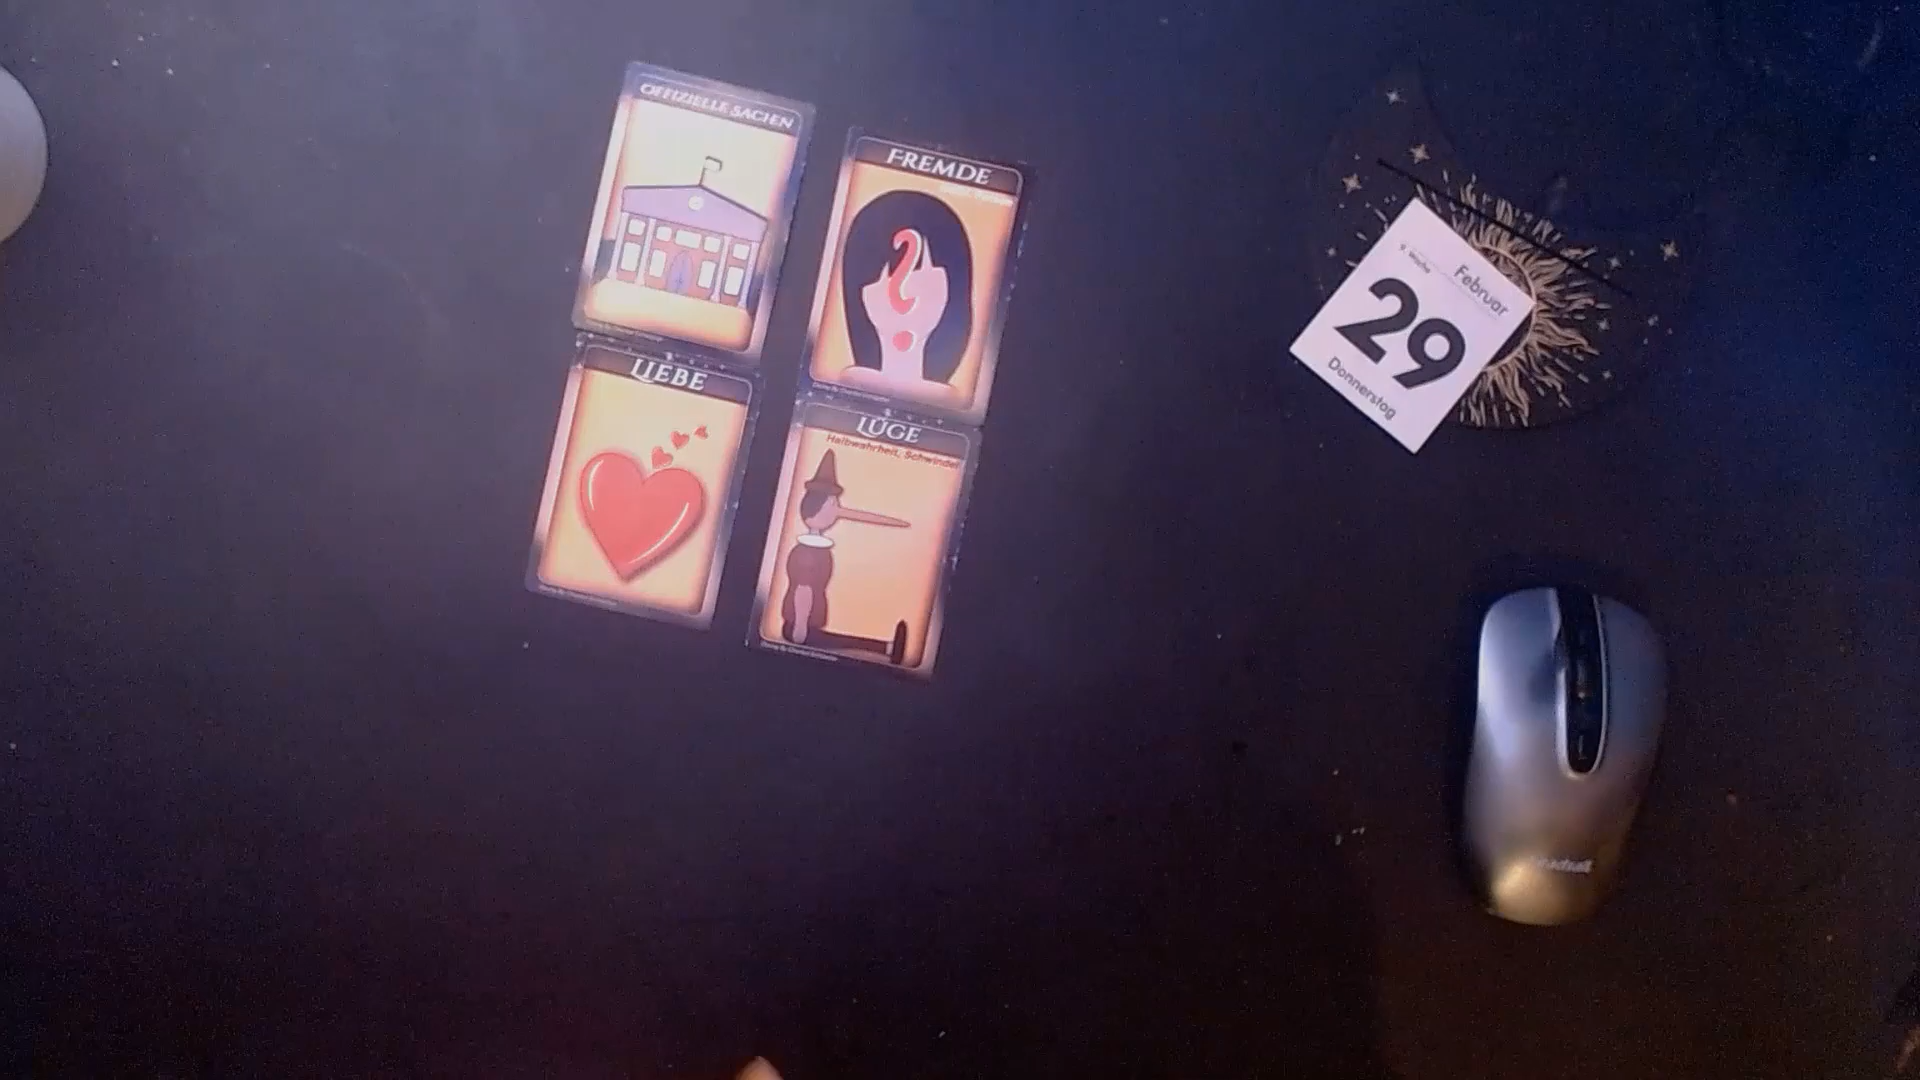 OFFIZIELLE SACHEN
FREMDE
LIEBE
LÜGE
Halbwahrheit, Schwindel
Februar
29
Donnerstag